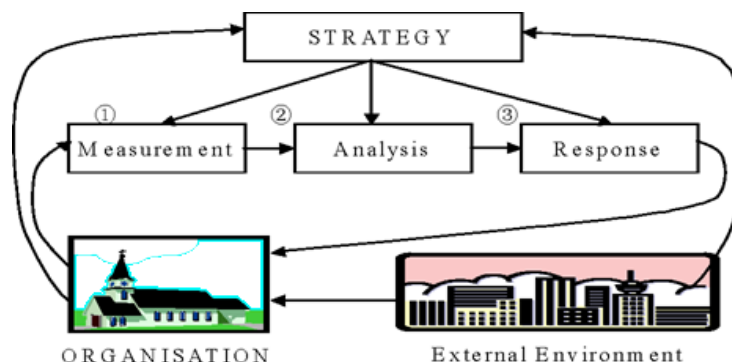 STRATEGY
① ② ③
Measurement Analysis Response
ORGANISATION External Environment